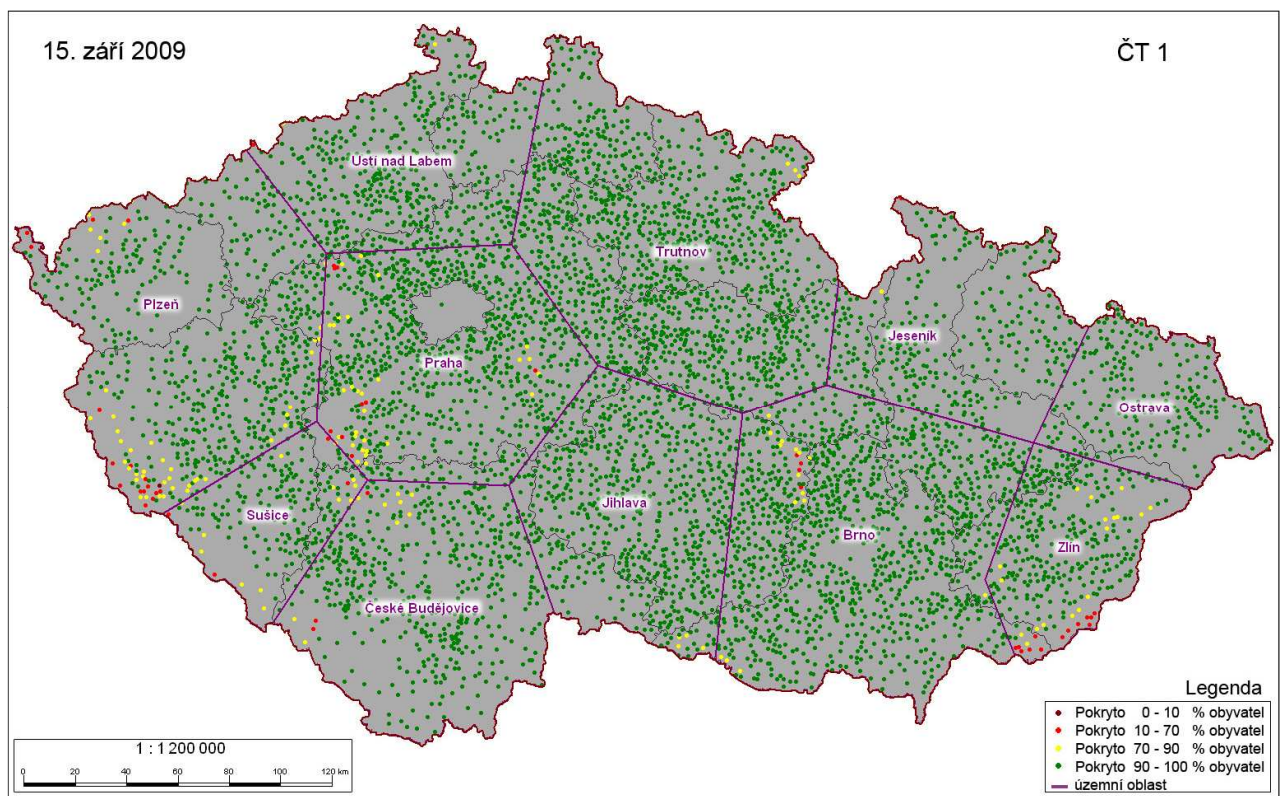 15. září 2009
ČT 1
Ústí nad Labem
Trutnov
Plzeň
Jeseník
Praha
Ostrava
Sušice
Jihlava
Brno
Zlín
České Budějovice
Legenda
Pokryto 0 - 10 % obyvatel
Pokryto 10 - 70 % obyvatel
Pokryto 70 - 90 % obyvatel
Pokryto 90 - 100 % obyvatel
územní oblast
1 : 1 200 000
0 20 40 60 80 100 120 km